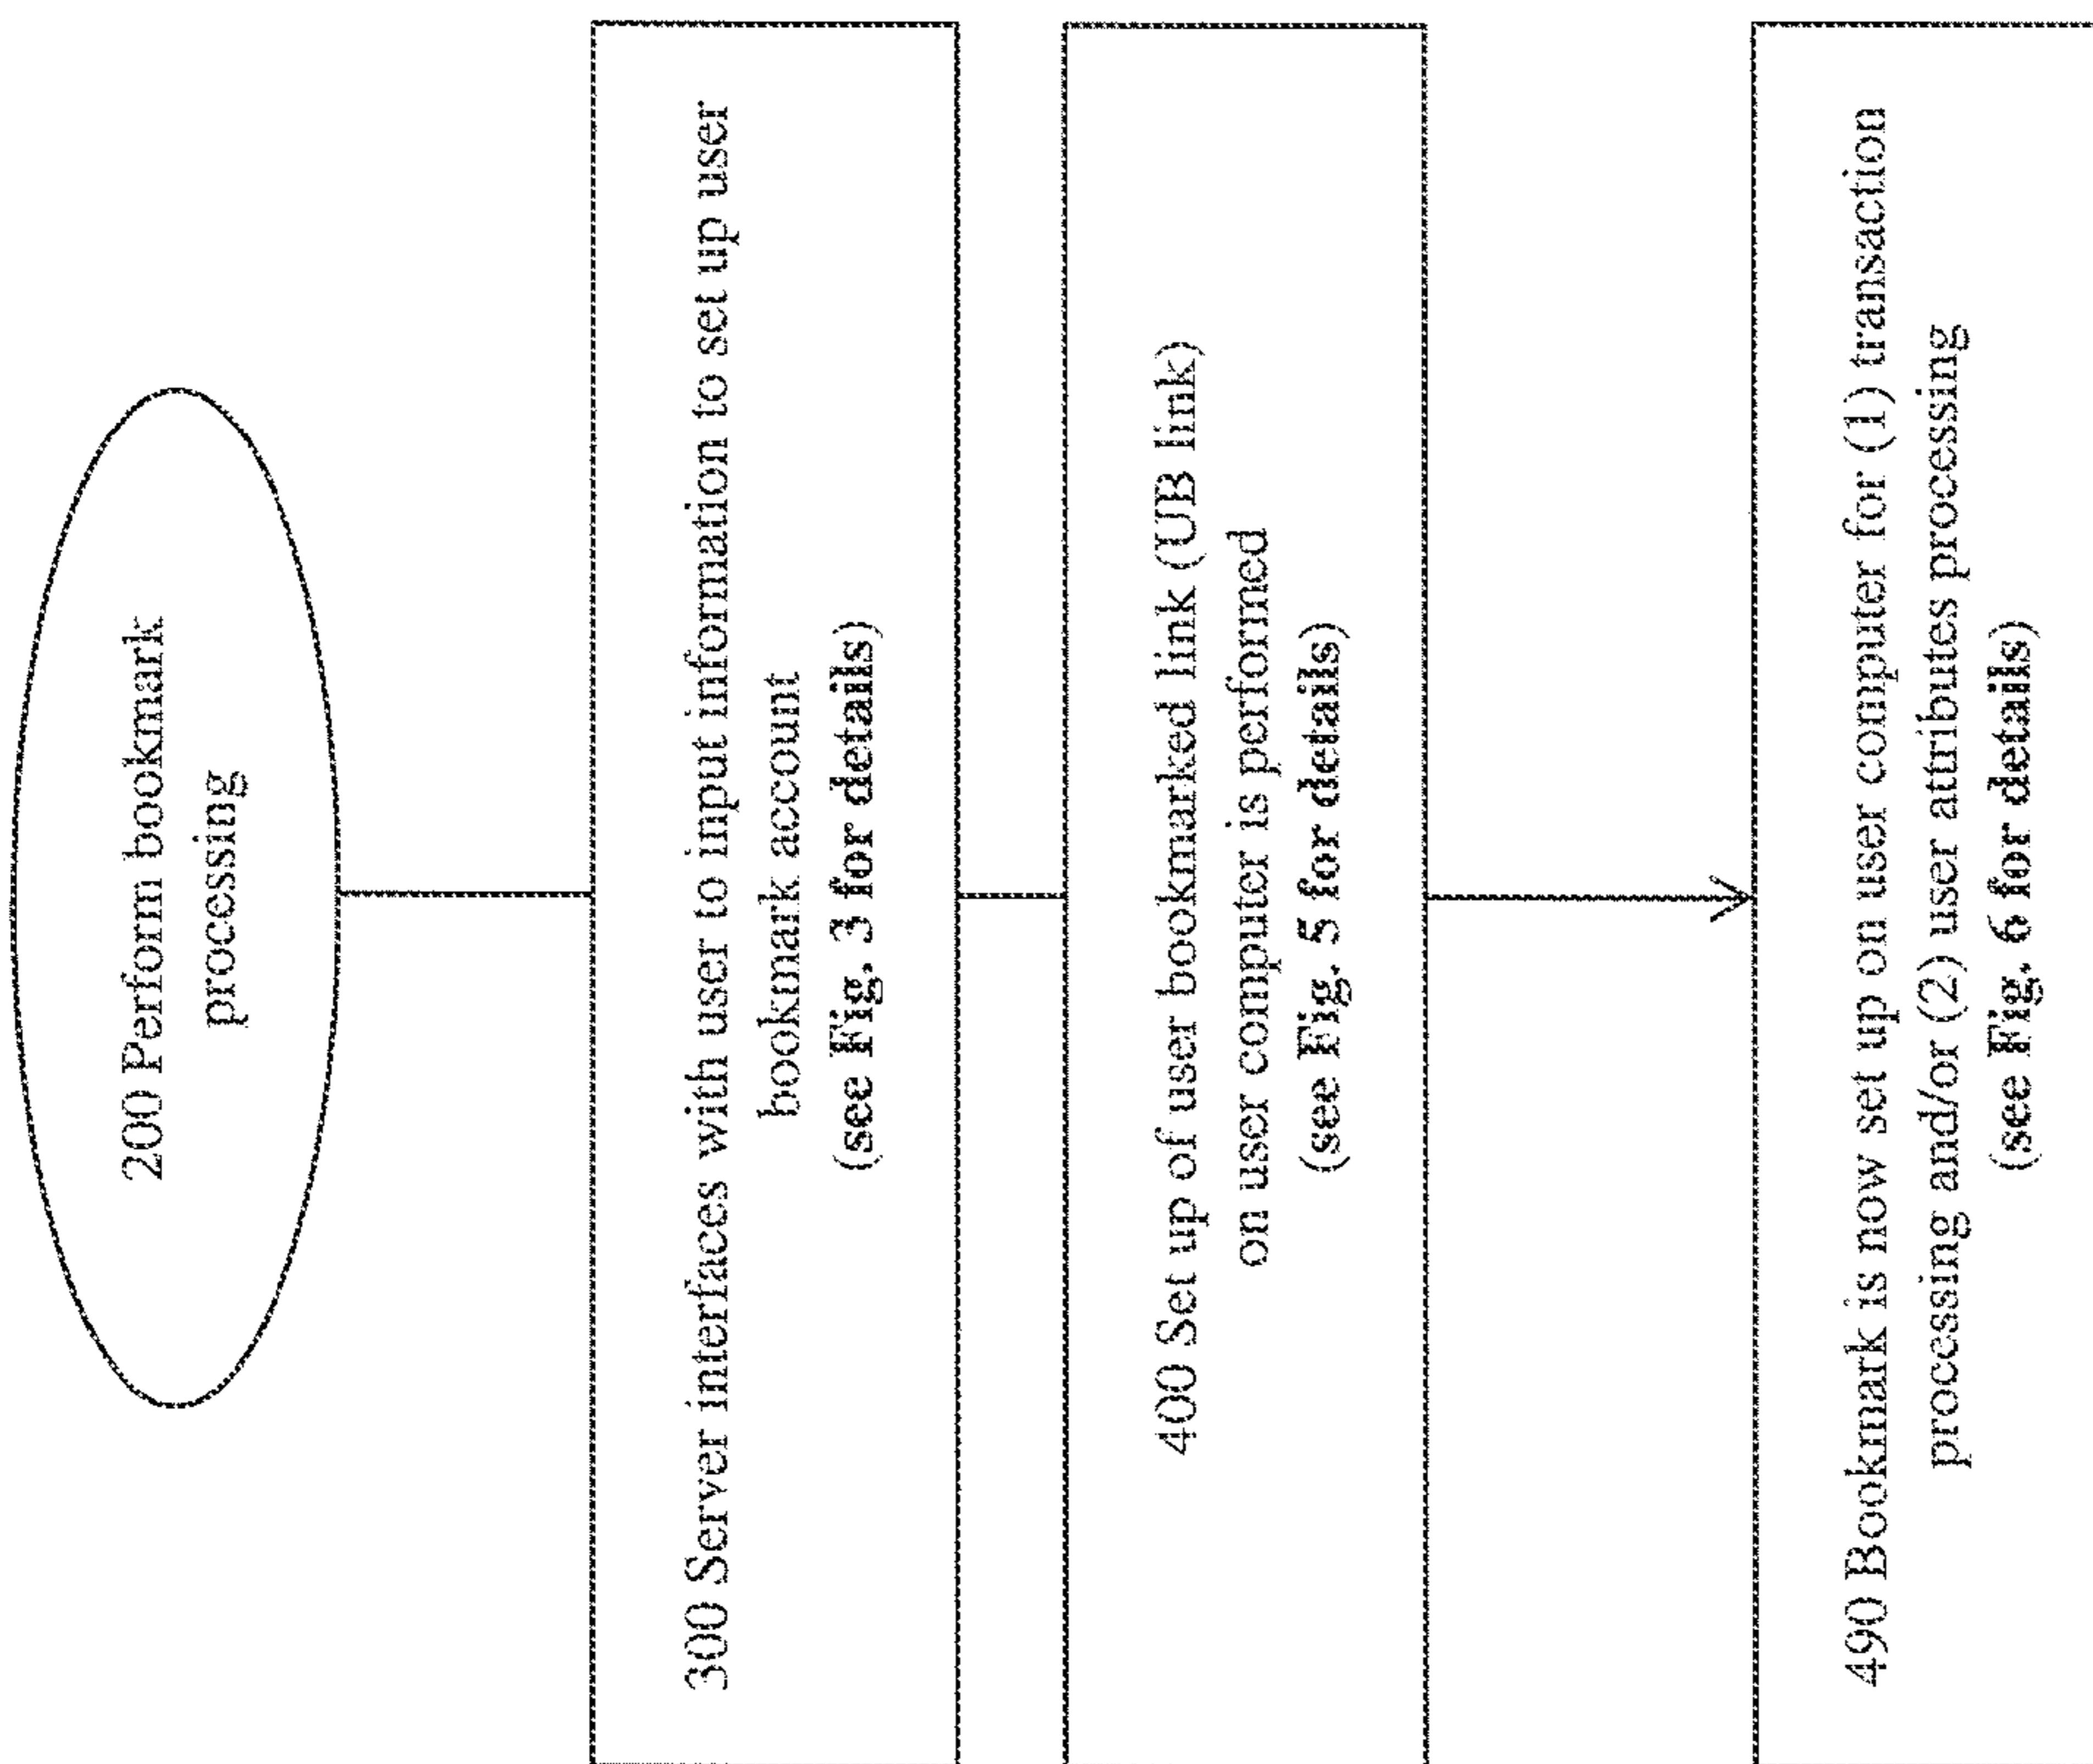 200 Perform bookmark
processing
300 Server interfaces with user to input information to set up user
bookmark account
(see Fig. 3 for details)
400 Set up of user bookmarked link (UB link)
on user computer is performed
(see Fig. 5 for details)
490 Bookmark is now set up on user computer for (1) transaction
processing and/or (2) user attributes processing
(see Fig. 6 for details)